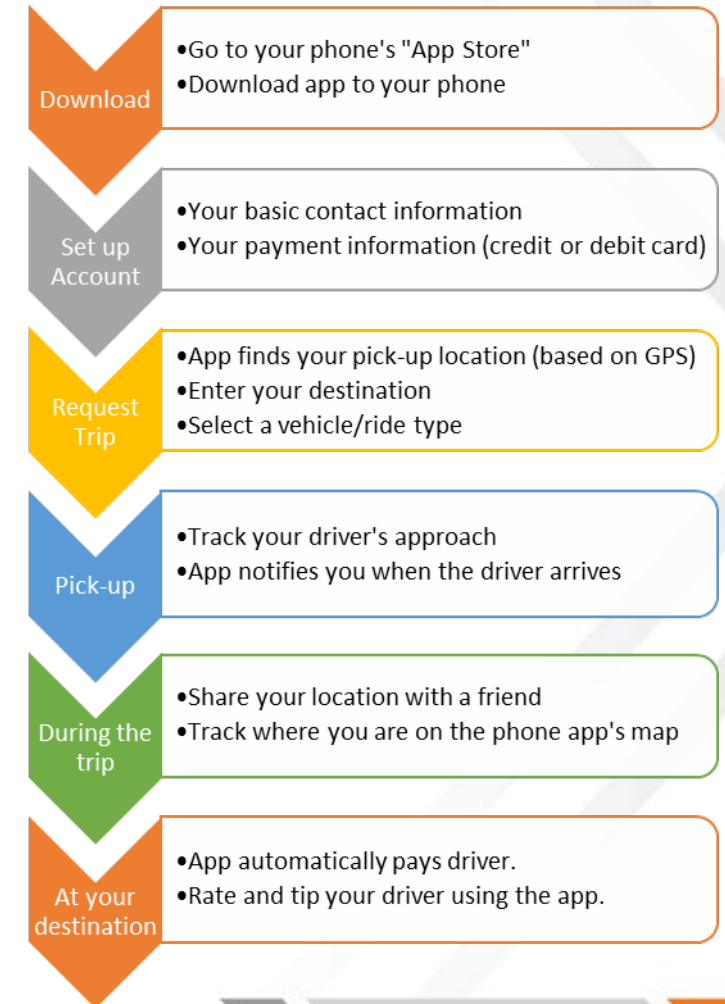 Download
•Go to your phone's "App Store"
•Download app to your phone
Set up
Account
•Your basic contact information
•Your payment information (credit or debit card)
Request
Trip
•App finds your pick-up location (based on GPS)
•Enter your destination
•Select a vehicle/ride type
Pick-up
•Track your driver's approach
•App notifies you when the driver arrives
During the
trip
•Share your location with a friend
•Track where you are on the phone app's map
At your
destination
•App automatically pays driver.
•Rate and tip your driver using the app.